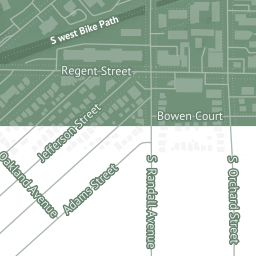 S west Bike Path
Regent Street
Jefferson Street
Bowen Court
Oakland Avenue
Adams Street
S Randall Avenue
S Orchard Street